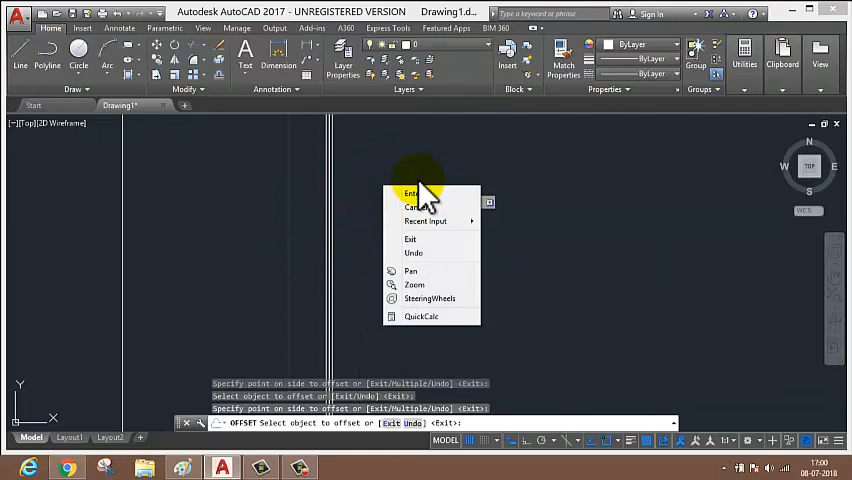 Autodesk AutoCAD 2017 - UNREGISTERED VERSION Drawing1.d...
Type a keyword or phrase
Sign In
Home Insert Annotate Parametric View Manage Output Add-ins A360 Express Tools Featured Apps BIM 360
0
ByLayer
Line Polyline Circle Arc Text Dimension Layer Insert Match Group Utilities Clipboard View
Properties Properties
ByLayer
ByLayer
Draw Modify Annotation Layers Block Properties Groups
Start Drawing1*
[−][Top][2D Wireframe]
N
W TOP E
S
WCS
Recent Input
Exit
Undo
Pan
Zoom
SteeringWheels
QuickCalc
Y
X
Specify point on side to offset or [Exit/Multiple/Undo] <Exit>:
Select object to offset or [Exit/Undo] <Exit>:
Specify point on side to offset or [Exit/Multiple/Undo] <Exit>:
OFFSET Select object to offset or [Exit Undo] <Exit>:
Model Layout1 Layout2
MODEL
1:1
17:00
08-07-2018